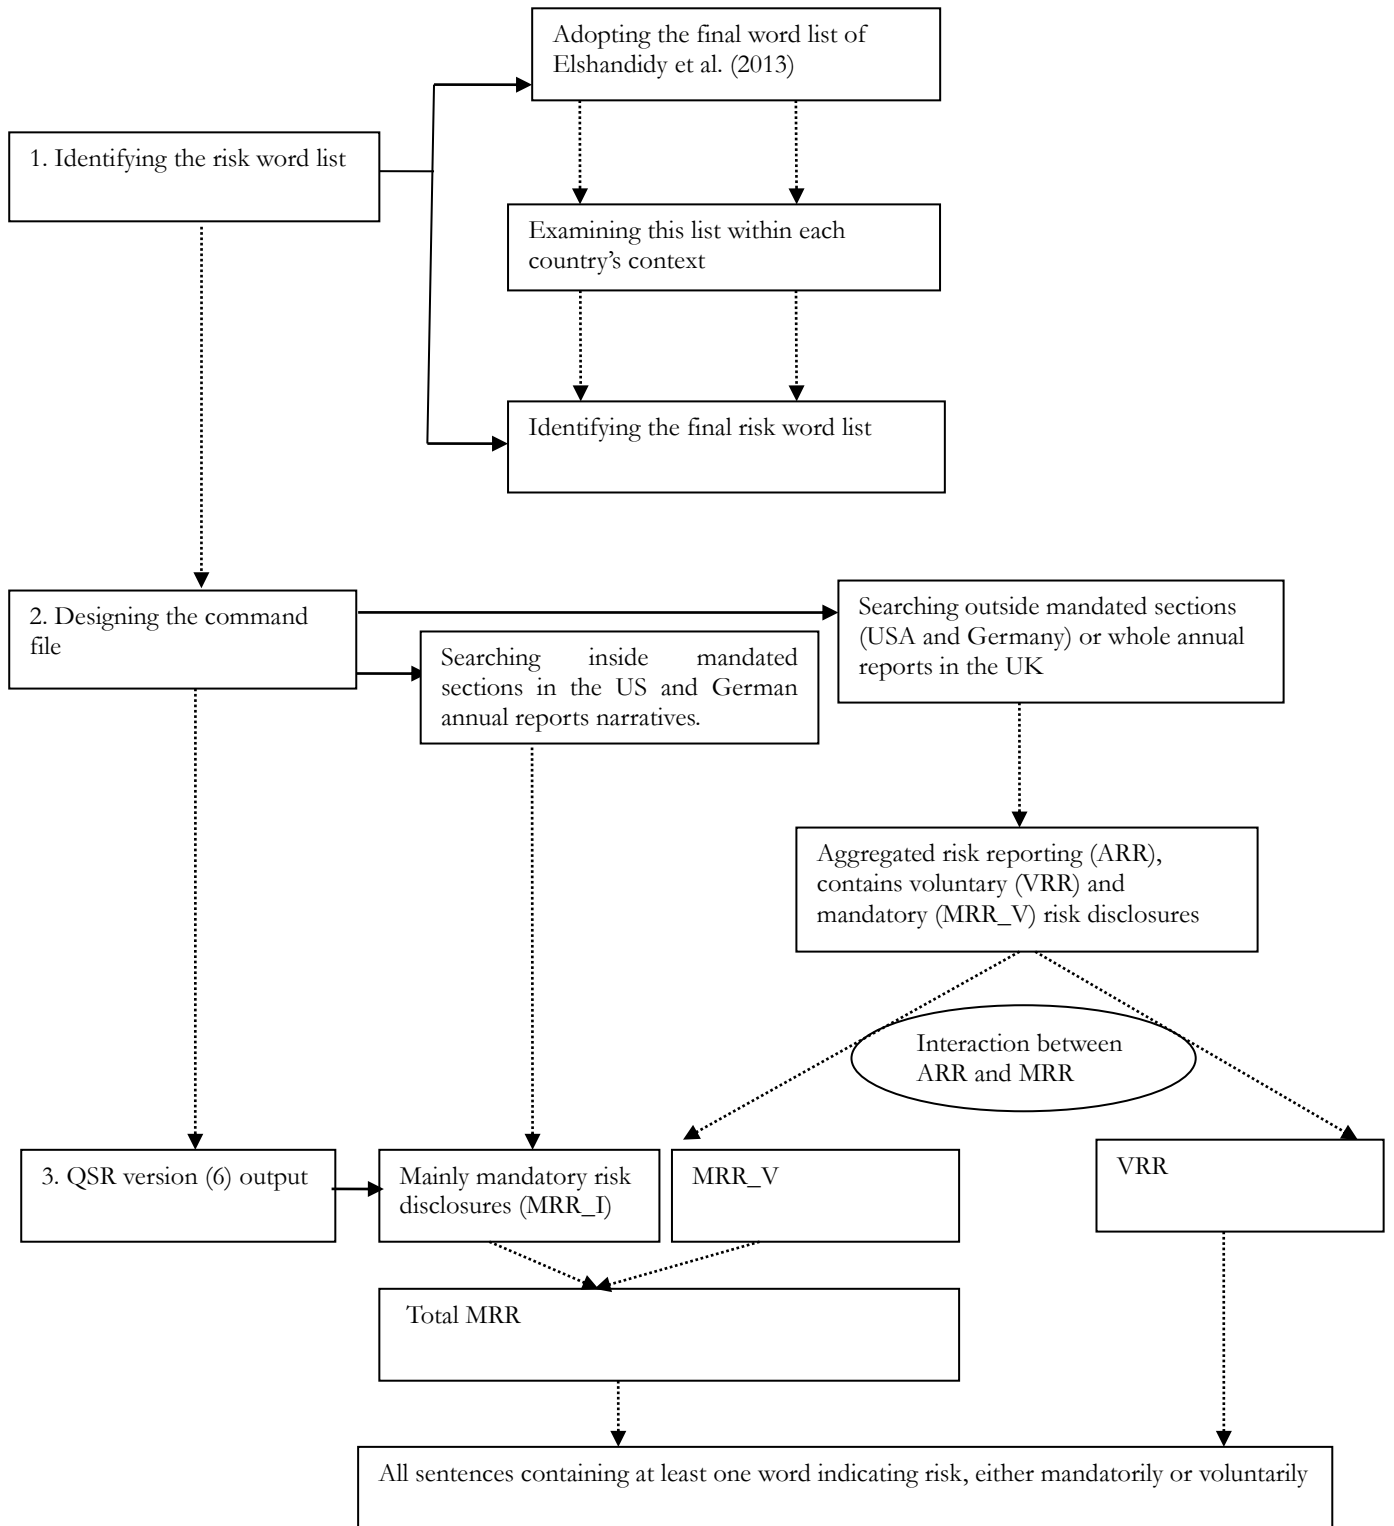 Adopting the final word list of
Elshandidy et al. (2013)
1. Identifying the risk word list
Examining this list within each
country's context
Identifying the final risk word list
2. Designing the command
file
Searching inside mandated
sections in the US and German
annual reports narratives.
Searching outside mandated sections
(USA and Germany) or whole annual
reports in the UK
Aggregated risk reporting (ARR),
contains voluntary (VRR) and
mandatory (MRR_V) risk disclosures
Interaction between
ARR and MRR
3. QSR version (6) output
Mainly mandatory risk
disclosures (MRR_I)
MRR_V
VRR
Total MRR
All sentences containing at least one word indicating risk, either mandatorily or voluntarily